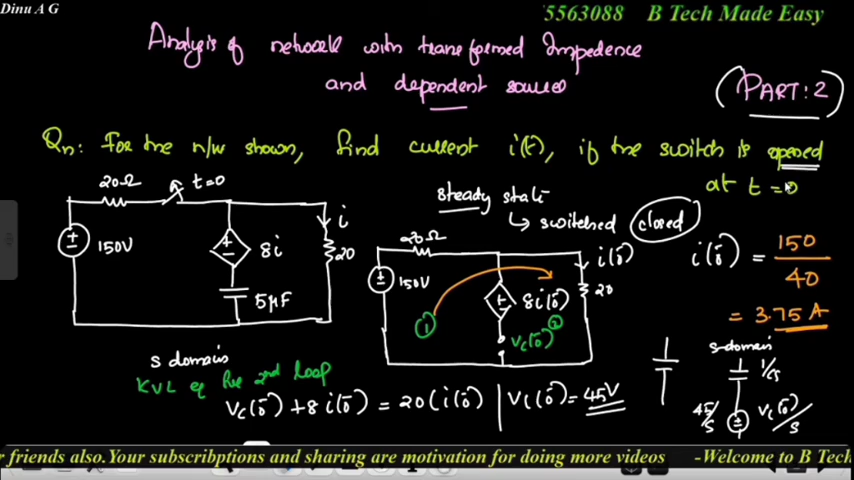 Dinu A G
5563088 B Tech Made Easy
Analysis of network with transformed Impedence
and dependent source
(PART:2)
Qn: For the n/w shown, find current i(t), if the switch is opened
at t=0
20Ω
t=0
150V
8i
5μF
i
20
steady state
↳ switched closed
20Ω
150V
8i(0⁻)
Vc(0⁻)
i(0⁻)
20
1
2
i(0⁻) = 150/40
= 3.75 A
s domain
KVL eq
2nd loop
Vc(0⁻) + 8i(0⁻) = 20(i(0⁻) | Vc(0⁻) = 45V
s-domain
1/Cs
45/s
Vc(0⁻)/s
r friends also.Your subscribptions and sharing are motivation for doing more videos -Welcome to B Tech